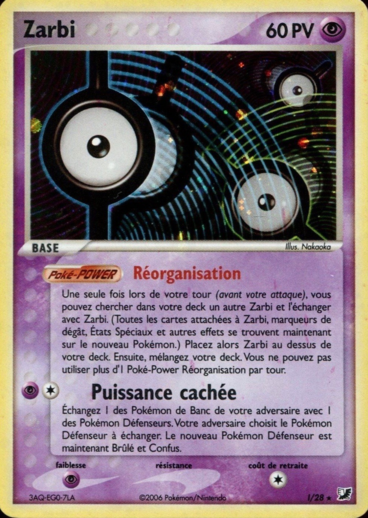 Zarbi 60 PV
BASE Illus. Nakaoka
Poké-POWER Réorganisation
Une seule fois lors de votre tour (avant votre attaque), vous
pouvez chercher dans votre deck un autre Zarbi et l'échanger
avec Zarbi. (Toutes les cartes attachées à Zarbi, marqueurs de
dégât, États Spéciaux et autres effets se trouvent maintenant
sur le nouveau Pokémon.) Placez alors Zarbi au dessus de
votre deck. Ensuite, mélangez votre deck. Vous ne pouvez pas
utiliser plus d'1 Poké-Power Réorganisation par tour.
Puissance cachée
Échangez 1 des Pokémon de Banc de votre adversaire avec 1
des Pokémon Défenseurs. Votre adversaire choisit le Pokémon
Défenseur à échanger. Le nouveau Pokémon Défenseur est
maintenant Brûlé et Confus.
faiblesse résistance coût de retraite
3AQ-EG0-7LA ©2006 Pokémon/Nintendo 1/28